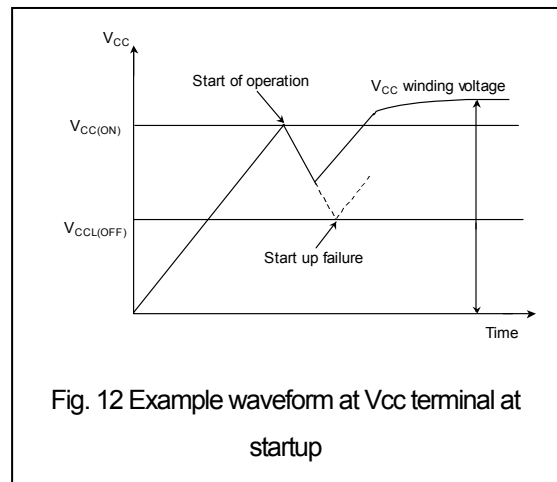 VCC
Start of operation
VCC winding voltage
VCC(ON)
VCCL(OFF)
Start up failure
Time
Fig. 12 Example waveform at Vcc terminal at
startup